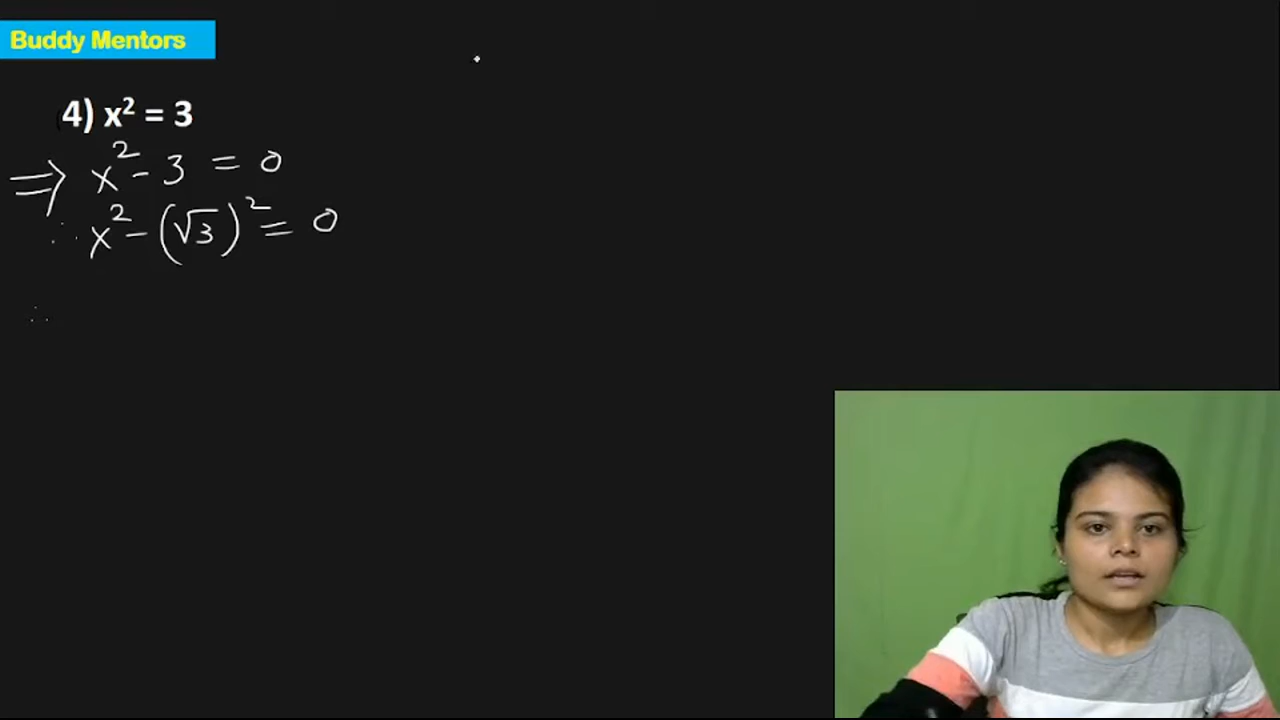 Buddy Mentors
4) x² = 3
⇒ x² - 3 = 0
∴ x² - (√3)² = 0
∴